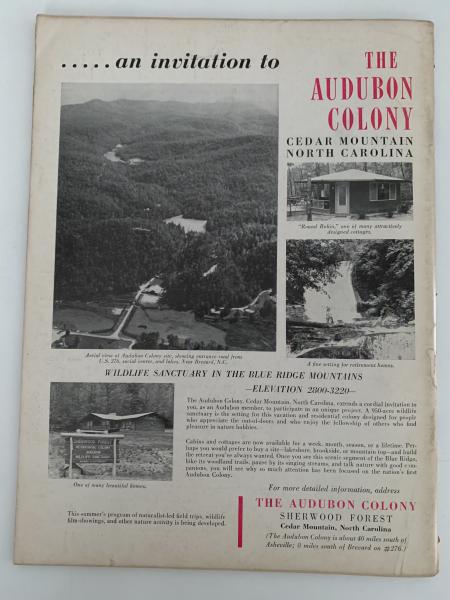 .....an invitation to
THE
AUDUBON
COLONY
CEDAR MOUNTAIN
NORTH CAROLINA
"Round Robin," one of many attractively
designed cottages.
Aerial view of Audubon Colony site, showing entrance road from
U.S. 276, social center, and lakes. Near Brevard, N.C.
A fine setting for retirement homes.
WILDLIFE SANCTUARY IN THE BLUE RIDGE MOUNTAINS
—ELEVATION 2800-3220—
The Audubon Colony, Cedar Mountain, North Carolina, extends a cordial invitation to
you, as an Audubon member, to participate in an unique project. A 950-acre wildlife
sanctuary is the setting for this vacation and residential colony designed for people
who appreciate the out-of-doors and who enjoy the fellowship of others who find
pleasure in nature hobbies.
Cabins and cottages are now available for a week, month, season, or a lifetime. Per-
haps you would prefer to buy a site—lakeshore, brookside, or mountain top—and build
the retreat you've always wanted. Once you see this scenic segment of the Blue Ridge,
hike its woodland trails, pause by its singing streams, and talk nature with good com-
panions, you will see why so much attention has been focused on the nation's first
Audubon Colony.
SHERWOOD FOREST
One of many beautiful homes.
This summer's program of naturalist-led field trips, wildlife
film-showings, and other nature activity is being developed.
For more detailed information, address
THE AUDUBON COLONY
SHERWOOD FOREST
Cedar Mountain, North Carolina
(The Audubon Colony is about 40 miles south of
Asheville; 8 miles south of Brevard on #276.)